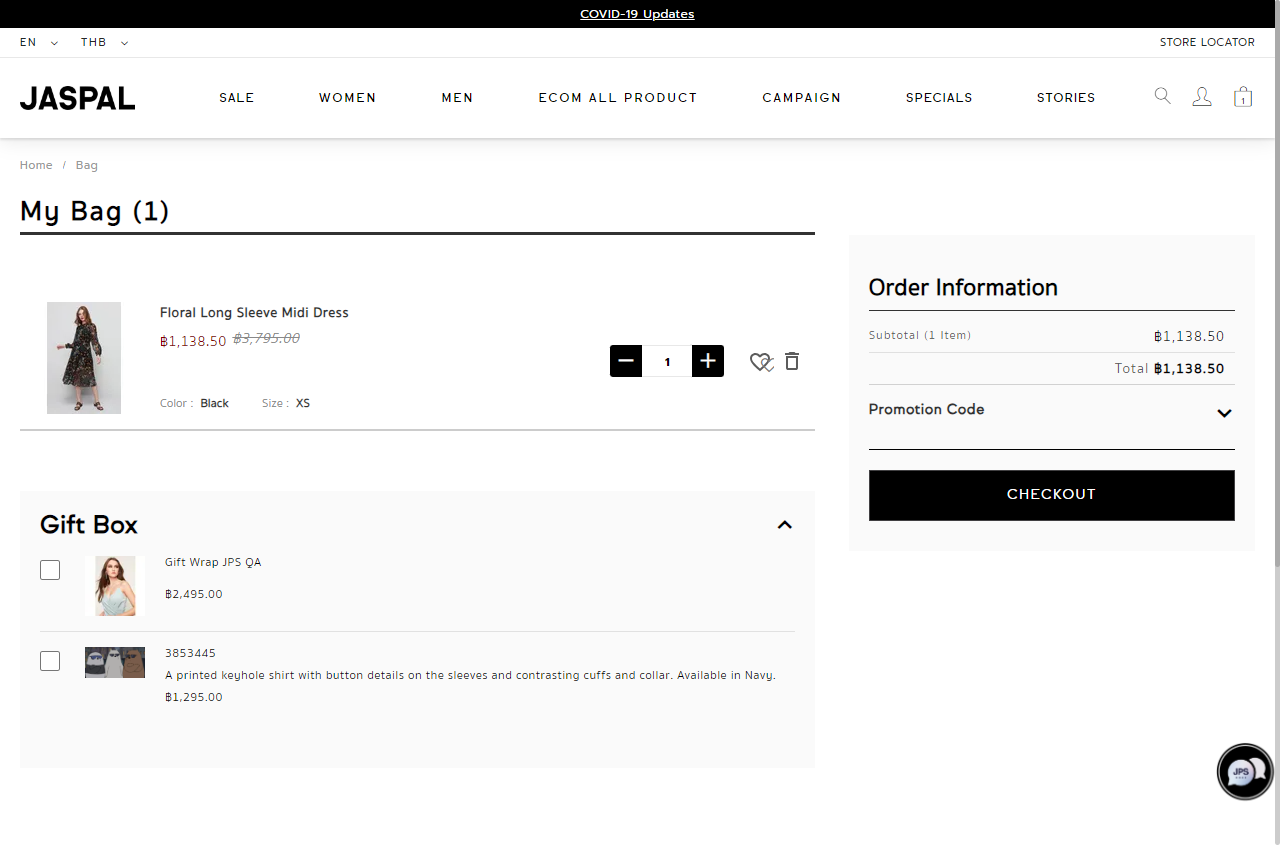 COVID-19 Updates
EN THB STORE LOCATOR
JASPAL SALE WOMEN MEN ECOM ALL PRODUCT CAMPAIGN SPECIALS STORIES 1
Home / Bag
My Bag (1)
Floral Long Sleeve Midi Dress
฿1,138.50 ฿3,795.00
1
Color : Black Size : XS
Order Information
Subtotal (1 Item) ฿1,138.50
Total ฿1,138.50
Promotion Code
CHECKOUT
Gift Box
Gift Wrap JPS QA
฿2,495.00
3853445
A printed keyhole shirt with button details on the sleeves and contrasting cuffs and collar. Available in Navy.
฿1,295.00
JPS